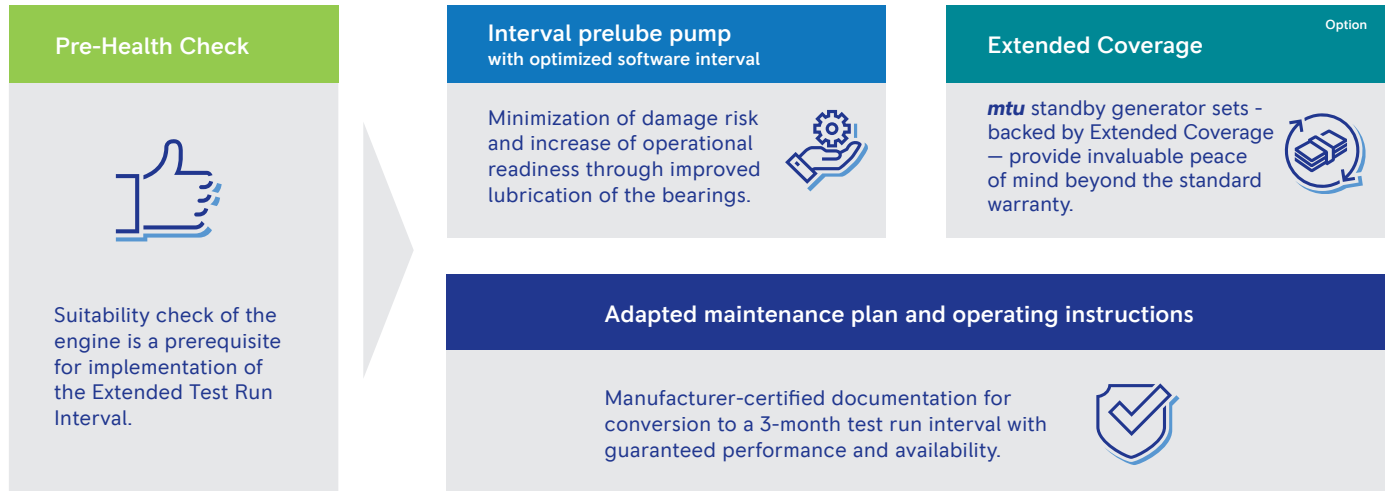 Pre-Health Check
Suitability check of the
engine is a prerequisite
for implementation of
the Extended Test Run
Interval.
Interval prelube pump
with optimized software interval
Minimization of damage risk
and increase of operational
readiness through improved
lubrication of the bearings.
Option
Extended Coverage
mtu standby generator sets -
backed by Extended Coverage
— provide invaluable peace
of mind beyond the standard
warranty.
Adapted maintenance plan and operating instructions
Manufacturer-certified documentation for
conversion to a 3-month test run interval with
guaranteed performance and availability.